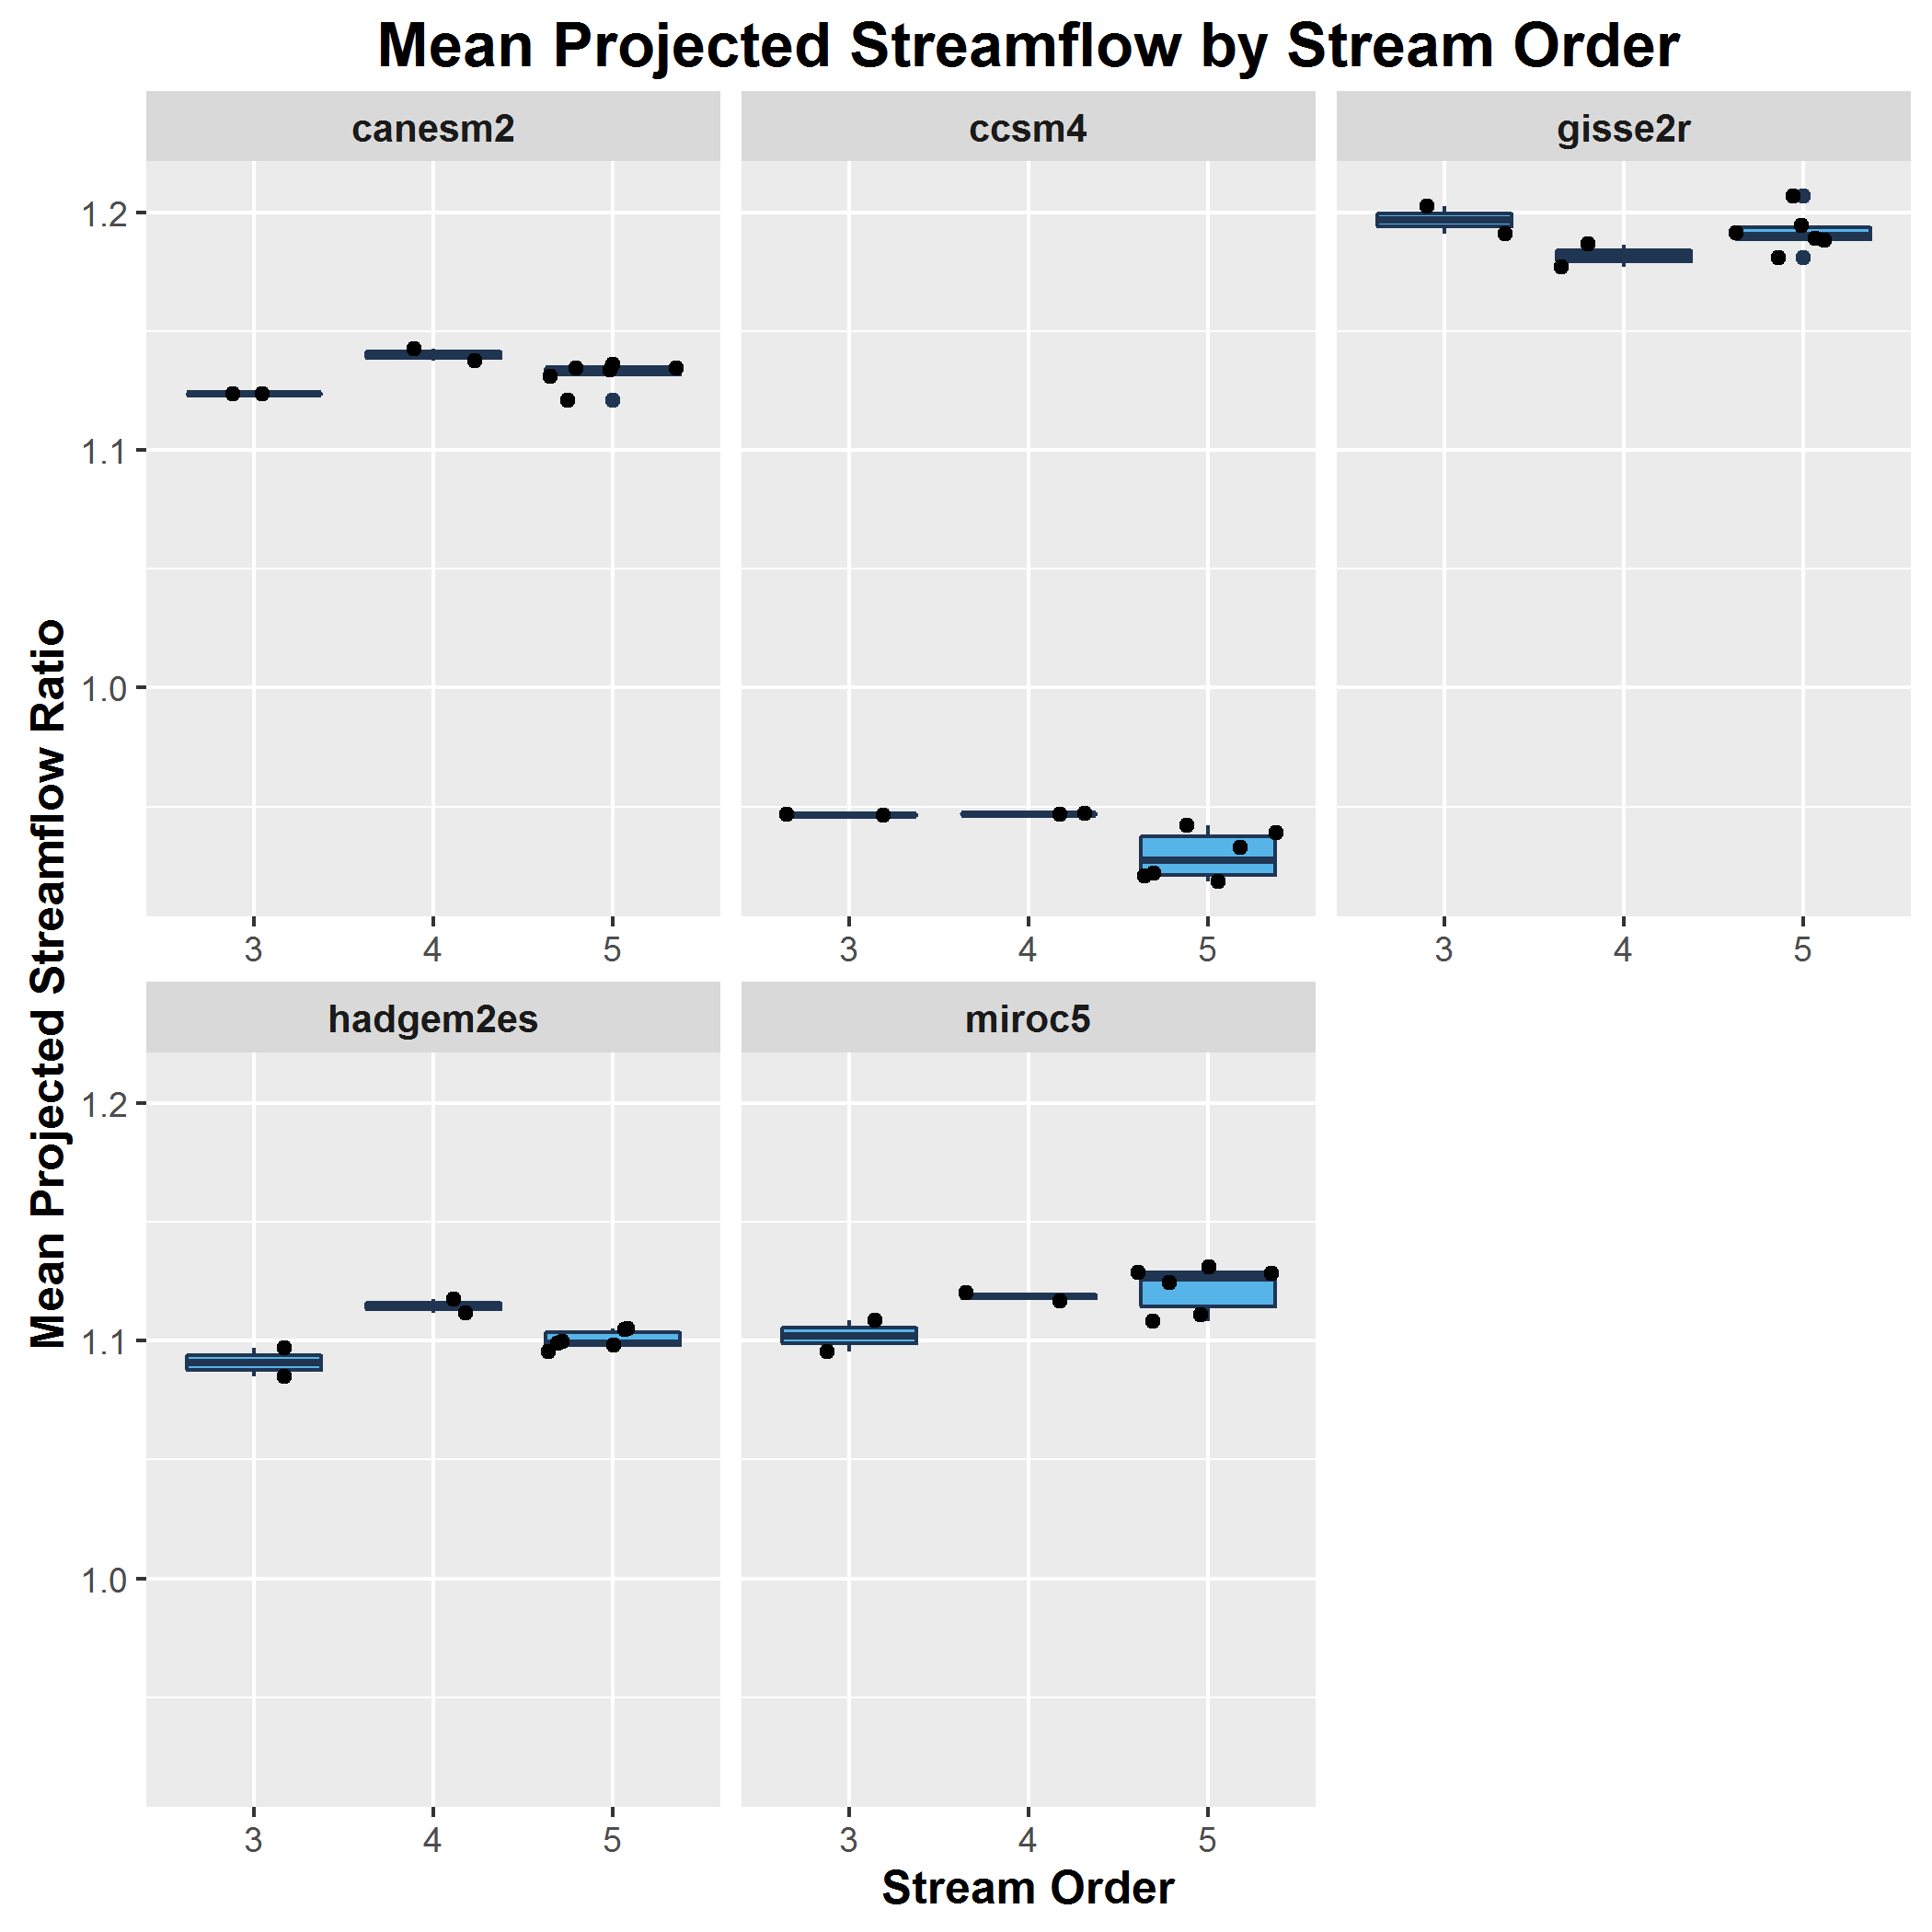 Mean Projected Streamflow by Stream Order
canesm2 ccsm4 gisse2r
1.2
1.1
1.0
3 4 5 3 4 5 3 4 5
Mean Projected Streamflow Ratio
hadgem2es miroc5
1.2
1.1
1.0
3 4 5 3 4 5
Stream Order